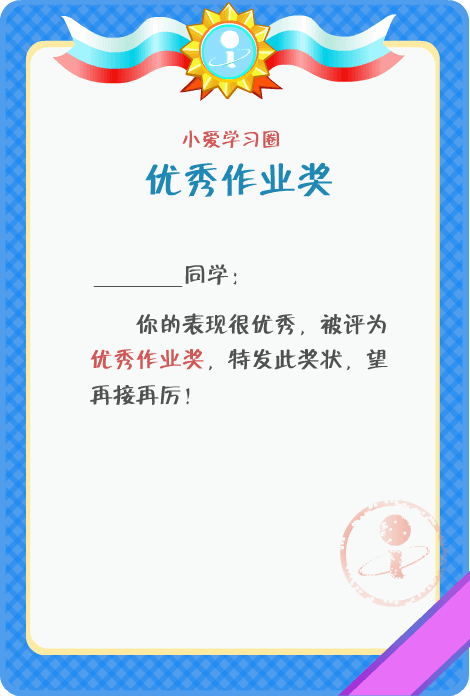 小爱学习圈
优秀作业奖
________同学；
你的表现很优秀，被评为
优秀作业奖，特发此奖状，望
再接再厉！